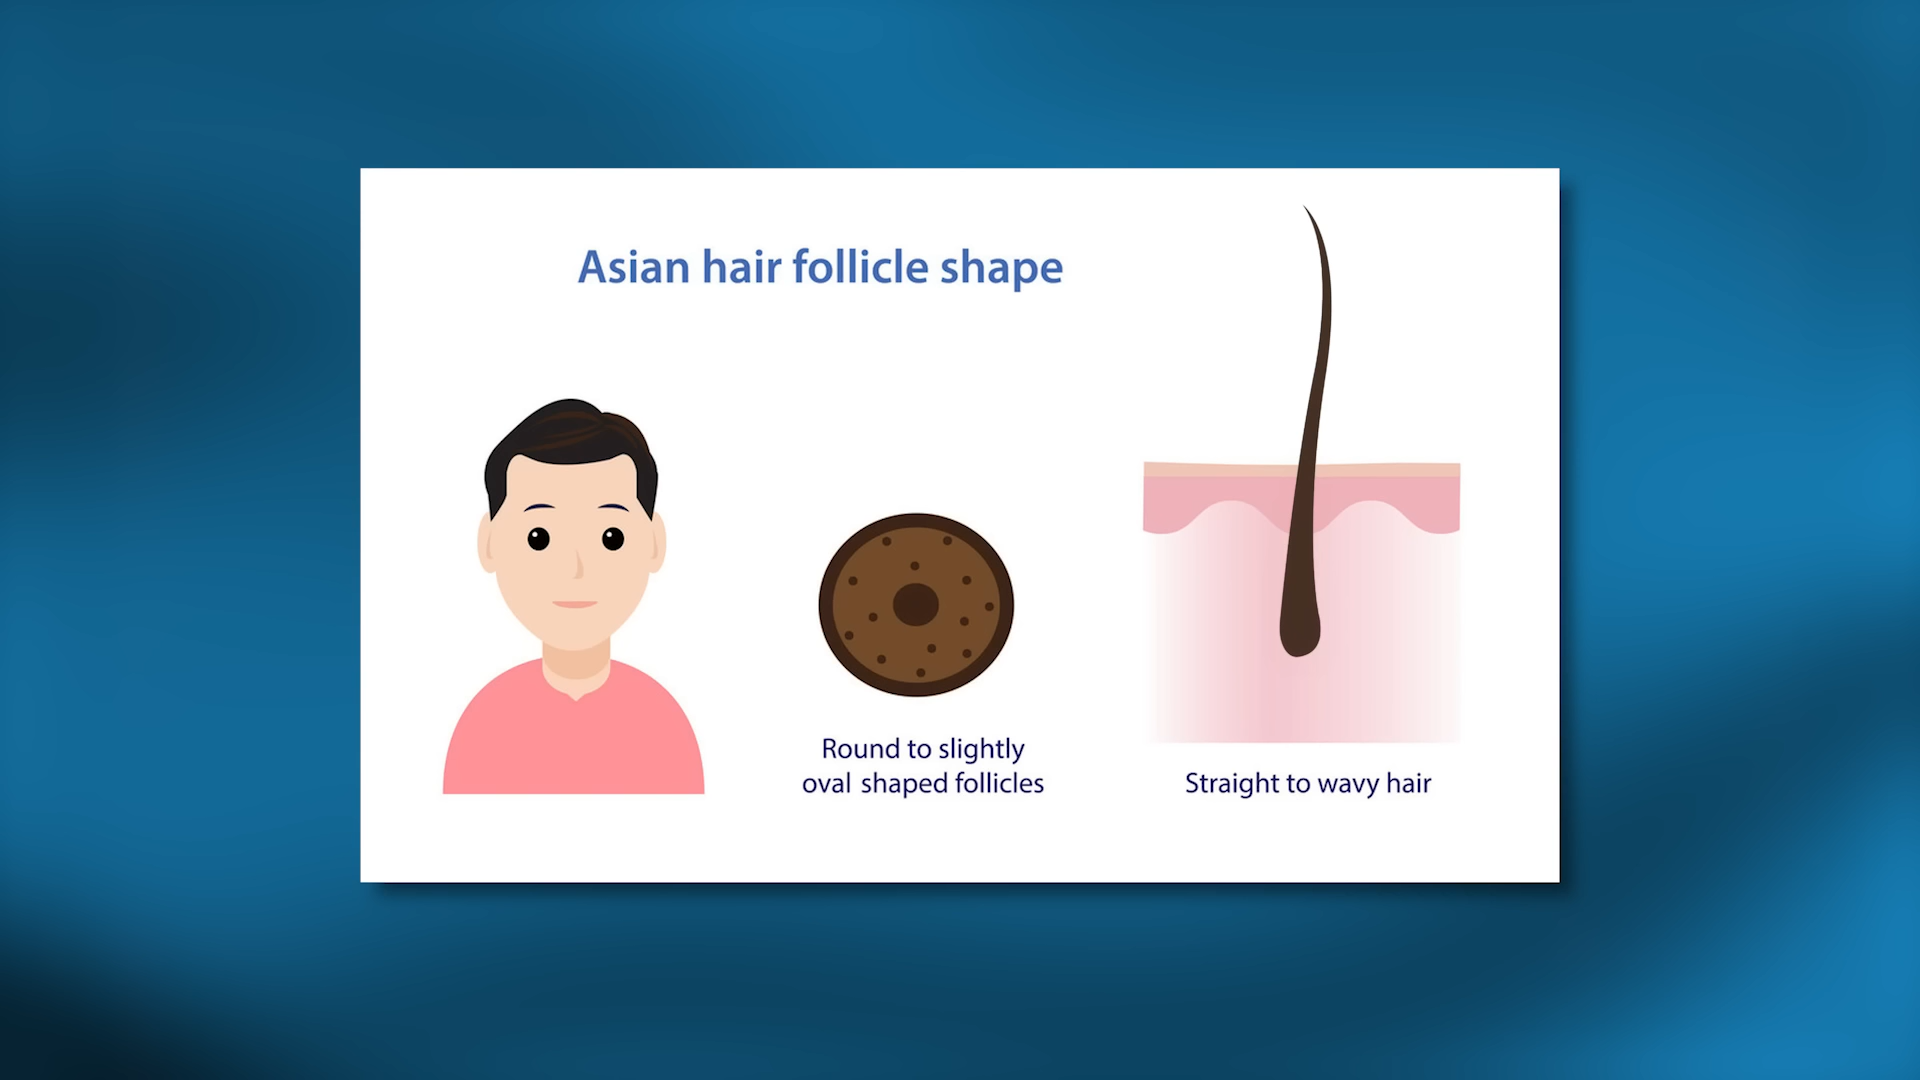 Asian hair follicle shape
Round to slightly
oval shaped follicles
Straight to wavy hair